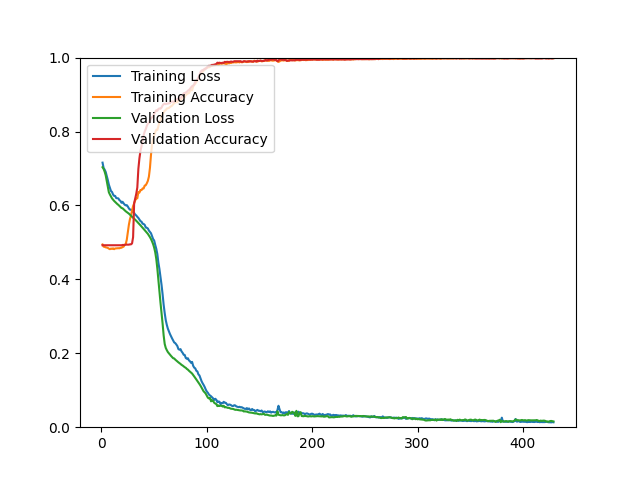 1.0
0.8
0.6
0.4
0.2
0.0
Training Loss
Training Accuracy
Validation Loss
Validation Accuracy
0 100 200 300 400